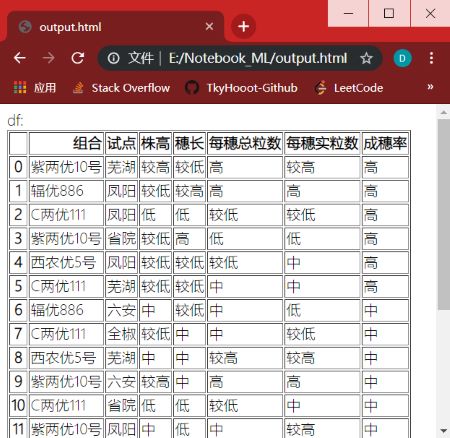 output.html
文件 E:/Notebook_ML/output.html D
应用 Stack Overflow TkyHooot-Github LeetCode »
df:
组合 试点 株高 穗长 每穗总粒数 每穗实粒数 成穗率
0 紫两优10号 芜湖 较高 较低 高 较高 高
1 辐优886 凤阳 较低 较高 高 高 高
2 C两优111 凤阳 低 低 较低 较低 高
3 紫两优10号 省院 较低 高 低 低 高
4 西农优5号 凤阳 较低 较低 较低 中 高
5 C两优111 芜湖 较低 较低 中 中 高
6 辐优886 六安 中 较低 中 低 中
7 C两优111 全椒 较低 中 中 较低 中
8 西农优5号 芜湖 中 中 较高 较高 中
9 紫两优10号 六安 较高 中 高 高 中
10 C两优111 省院 低 低 较低 中 中
11 紫两优10号 凤阳 中 低 中 较高 中